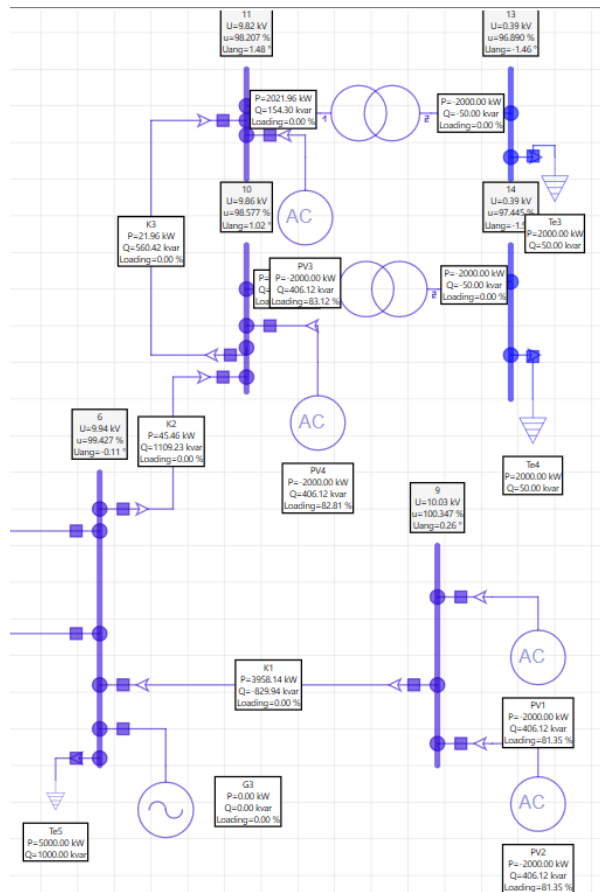 11
U=9.82 kV
u=98.207 %
Uang=1.48 °
13
U=0.39 kV
u=96.890 %
Uang=-1.46 °
P=2021.96 kW
Q=154.30 kvar
Loading=0.00 %
1
2
P=-2000.00 kW
Q=-50.00 kvar
Loading=0.00 %
10
U=9.86 kV
u=98.577 %
Uang=1.02 °
AC
14
U=0.39 kV
u=97.445 %
Te3
P=2000.00 kW
Q=50.00 kvar
K3
P=21.96 kW
Q=560.42 kvar
Loading=0.00 %
PV3
P=-2000.00 kW
Q=406.12 kvar
Loading=83.12 %
2
P=-2000.00 kW
Q=-50.00 kvar
Loading=0.00 %
6
U=9.94 kV
u=99.427 %
Uang=-0.11 °
K2
P=45.46 kW
Q=1109.23 kvar
Loading=0.00 %
AC
PV4
P=-2000.00 kW
Q=406.12 kvar
Loading=82.81 %
Te4
P=2000.00 kW
Q=50.00 kvar
9
U=10.03 kV
u=100.347 %
Uang=0.26 °
K1
P=3958.14 kW
Q=-829.94 kvar
Loading=0.00 %
AC
PV1
P=-2000.00 kW
Q=406.12 kvar
Loading=81.35 %
G3
P=0.00 kW
Q=0.00 kvar
Loading=0.00 %
AC
Te5
P=5000.00 kW
Q=1000.00 kvar
PV2
P=-2000.00 kW
Q=406.12 kvar
Loading=81.35 %